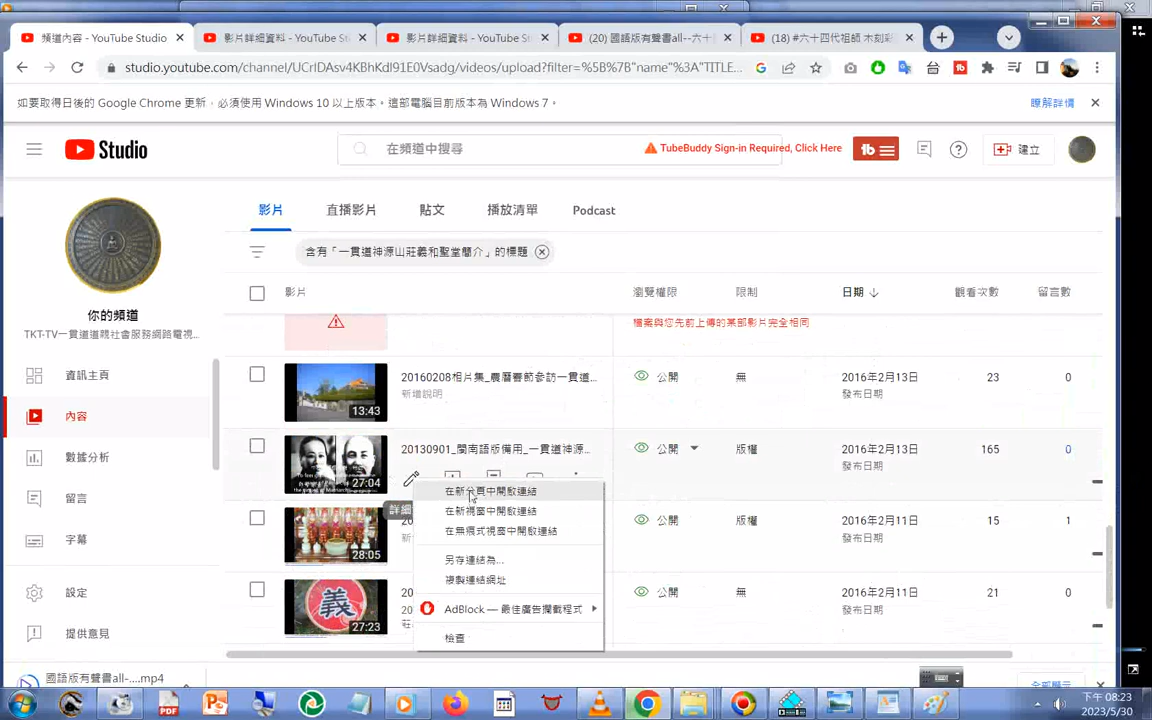 頻道內容 - YouTube Studio
影片詳細資料 - YouTube St
影片詳細資料 - YouTube St
(20) 國語版有聲書all--六十
(18) #六十四代祖師 木刻彩
studio.youtube.com/channel/UCrIDAsv4KBhKdl91E0Vsadg/videos/upload?filter=%5B%7B"name"%3A"TITLE...
如要取得日後的 Google Chrome 更新，必須使用 Windows 10 以上版本。這部電腦目前版本為 Windows 7。
瞭解詳情
Studio
在頻道中搜尋
TubeBuddy Sign-in Required, Click Here
tb
建立
影片
直播影片
貼文
播放清單
Podcast
含有「一貫道神源山莊義和聖堂簡介」的標題
影片
瀏覽權限
限制
日期
觀看次數
留言數
你的頻道
TKT-TV一貫道道親社會服務網路電視...
資訊主頁
內容
數據分析
留言
字幕
設定
提供意見
檔案與您先前上傳的某部影片完全相同
13:43
20160208相片集_農曆春節參訪一貫道...
新增說明
公開
無
2016年2月13日
發布日期
23
0
27:04
20130901_閩南語版備用_一貫道神源...
公開
版權
2016年2月13日
發布日期
165
0
詳細
在新分頁中開啟連結
在新視窗中開啟連結
在無痕式視窗中開啟連結
另存連結為...
複製連結網址
AdBlock — 最佳廣告攔截程式
檢查
28:05
20
新增
公開
版權
2016年2月11日
發布日期
15
1
義
27:23
20
20
莊
公開
無
2016年2月11日
發布日期
21
0
國語版有聲書all-....mp4
全部顯示
下午 08:23
2023/5/30